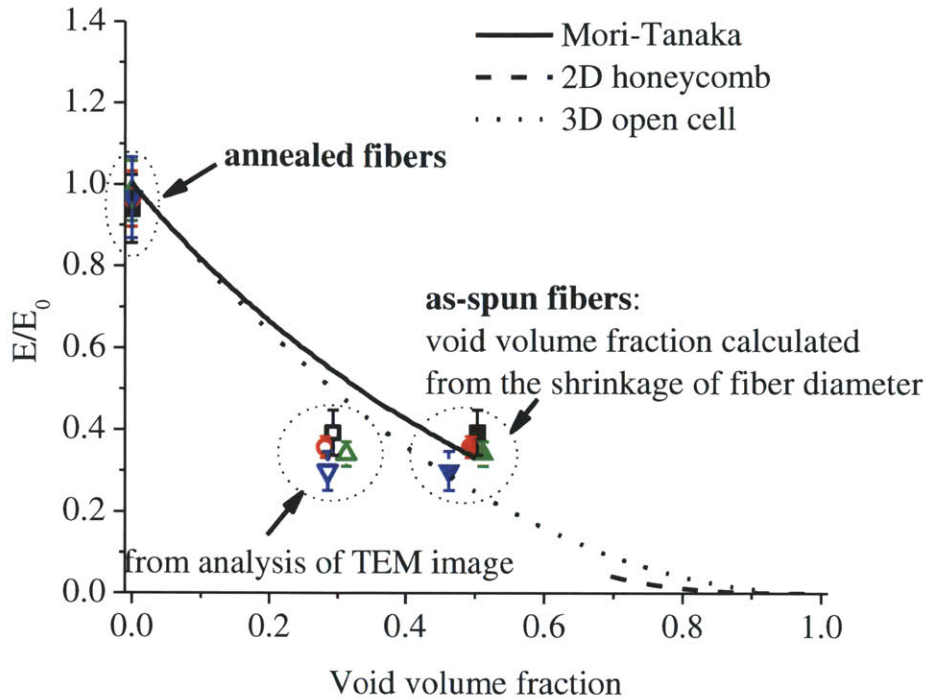 1.4
Mori-Tanaka
2D honeycomb
1.2
3D open cell
annealed fibers
1.0
0.8
as-spun fibers:
E/E0
void volume fraction calculated
0.6
from the shrinkage of fiber diameter
0.4
0.2
from analysis of TEM image
0.0
0.0 0.2 0.4 0.6 0.8 1.0
Void volume fraction